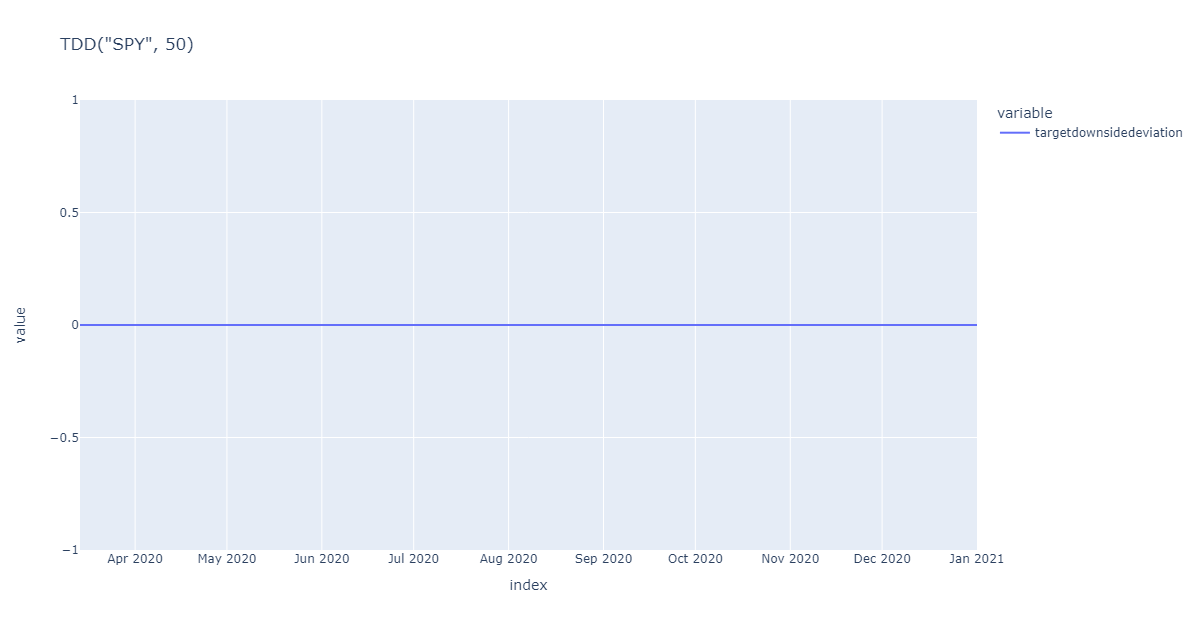 TDD("SPY", 50)
variable
targetdownsidedeviation
value
1
0.5
0
−0.5
−1
Apr 2020 May 2020 Jun 2020 Jul 2020 Aug 2020 Sep 2020 Oct 2020 Nov 2020 Dec 2020 Jan 2021
index